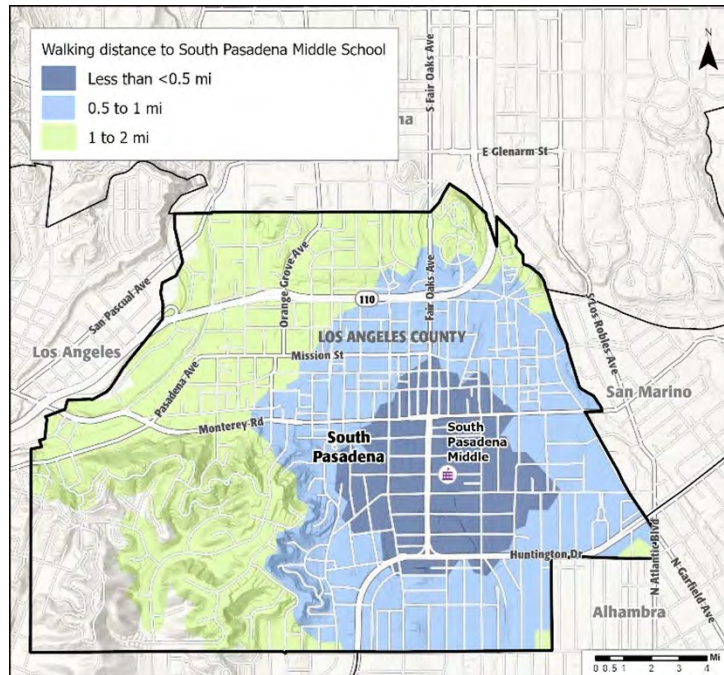 Walking distance to South Pasadena Middle School
Less than <0.5 mi
0.5 to 1 mi
1 to 2 mi
N
S Fair Oaks Ave
na
E Glenarm St
San Pascual Ave
Orange Grove Ave
110
Fair Oaks Ave
S Los Robles Ave
Los Angeles
LOS ANGELES COUNTY
Mission St
Pasadena Ave
San Marino
Monterey Rd
South
Pasadena
South
Pasadena
Middle
Huntington Dr
N Atlantic Blvd
N Garfield Ave
Alhambra
Mi
0 0.5 1 2 3 4